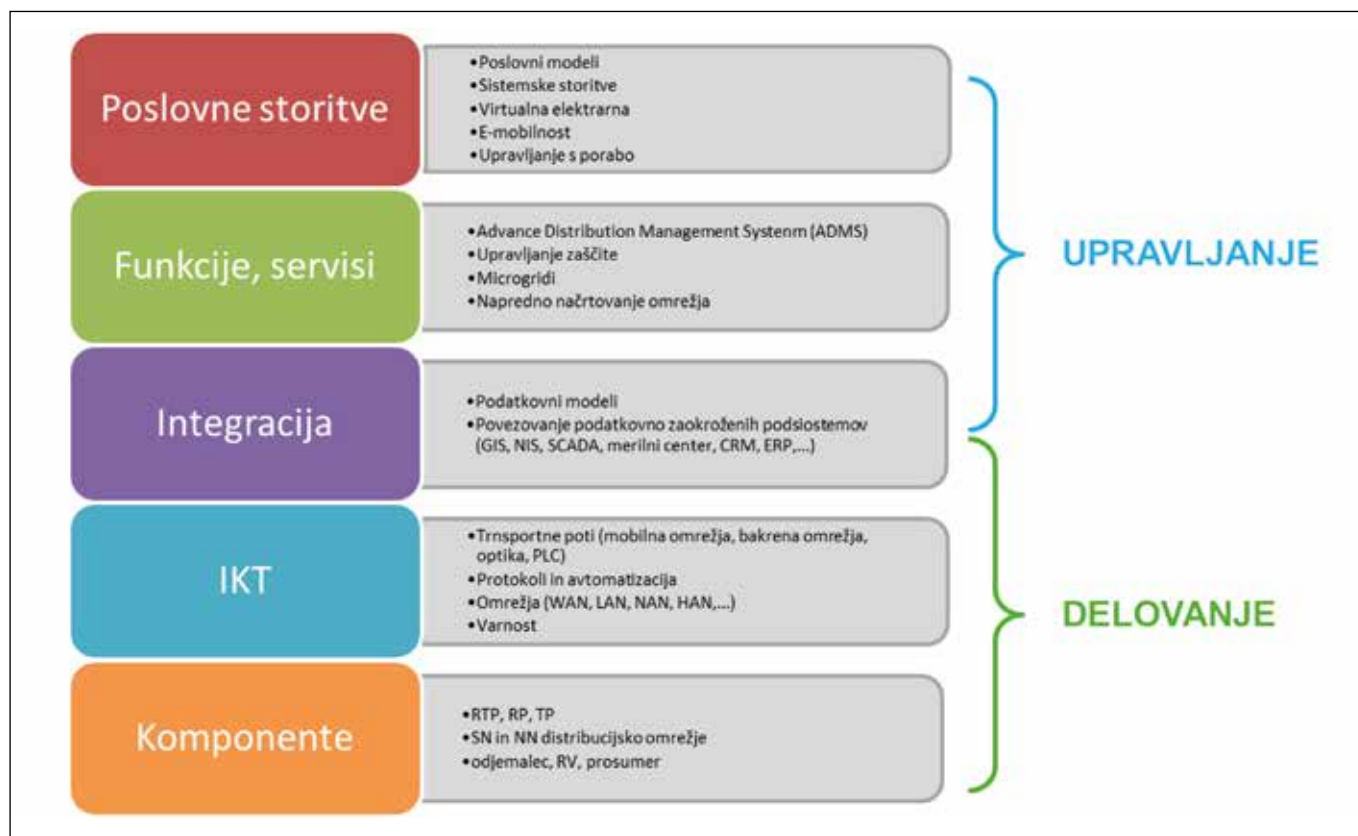 Poslovne storitve
•Poslovni modeli
•Sistemske storitve
•Virtualna elektrarna
•E-mobilnost
•Upravljanje s porabo
Funkcije, servisi
•Advance Distribution Management Systenm (ADMS)
•Upravljanje zaščite
•Microgridi
•Napredno načrtovanje omrežja
UPRAVLJANJE
Integracija
•Podatkovni modeli
•Povezovanje podatkovno zaokroženih podsiostemov
(GIS, NIS, SCADA, merilni center, CRM, ERP,...)
IKT
•Trnsportne poti (mobilna omrežja, bakrena omrežja,
optika, PLC)
•Protokoli in avtomatizacija
•Omrežja (WAN, LAN, NAN, HAN,...)
•Varnost
DELOVANJE
Komponente
•RTP, RP, TP
•SN in NN distribucijsko omrežje
•odjemalec, RV, prosumer